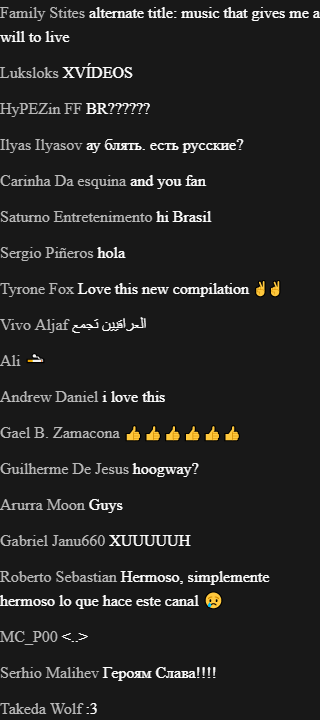 Family Stites alternate title: music that gives me a
will to live
Luksloks XVÍDEOS
HyPEZin FF BR??????
Ilyas Ilyasov ау блять. есть русские?
Carinha Da esquina and you fan
Saturno Entretenimento hi Brasil
Sergio Piñeros hola
Tyrone Fox Love this new compilation ✌✌
Vivo Aljaf العراقيين تجمع
Ali 🚬
Andrew Daniel i love this
Gael B. Zamacona 👍👍👍👍👍👍
Guilherme De Jesus hoogway?
Arurra Moon Guys
Gabriel Janu660 XUUUUUH
Roberto Sebastian Hermoso, simplemente
hermoso lo que hace este canal 😢
MC_P00 <..>
Serhio Malihev Героям Слава!!!!
Takeda Wolf :3